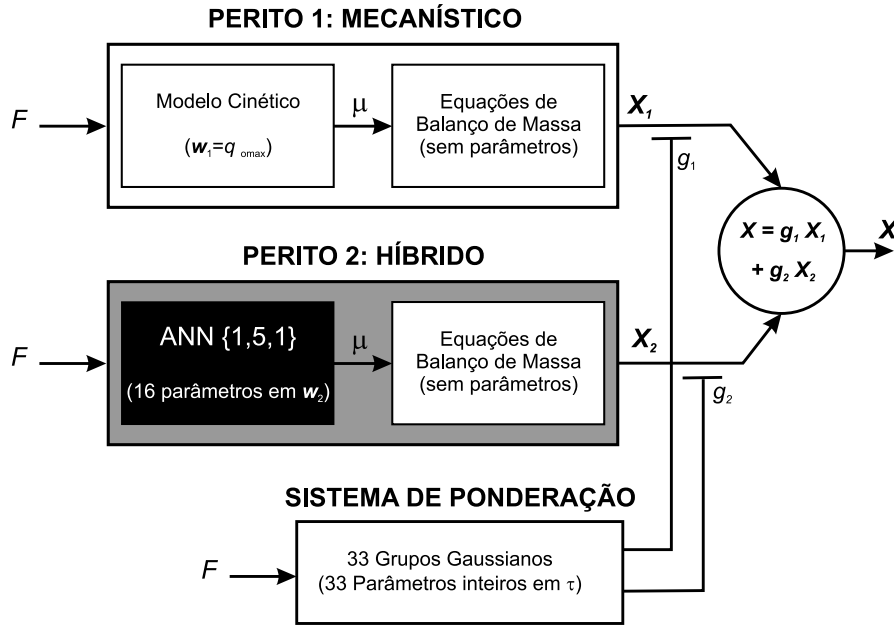 PERITO 1: MECANÍSTICO
F
Modelo Cinético
(w₁=q omax)
μ
Equações de
Balanço de Massa
(sem parâmetros)
X₁
g₁
X = g₁ X₁
+ g₂ X₂
X
PERITO 2: HÍBRIDO
F
ANN {1,5,1}
(16 parâmetros em w₂)
μ
Equações de
Balanço de Massa
(sem parâmetros)
X₂
g₂
SISTEMA DE PONDERAÇÃO
F
33 Grupos Gaussianos
(33 Parâmetros inteiros em τ)